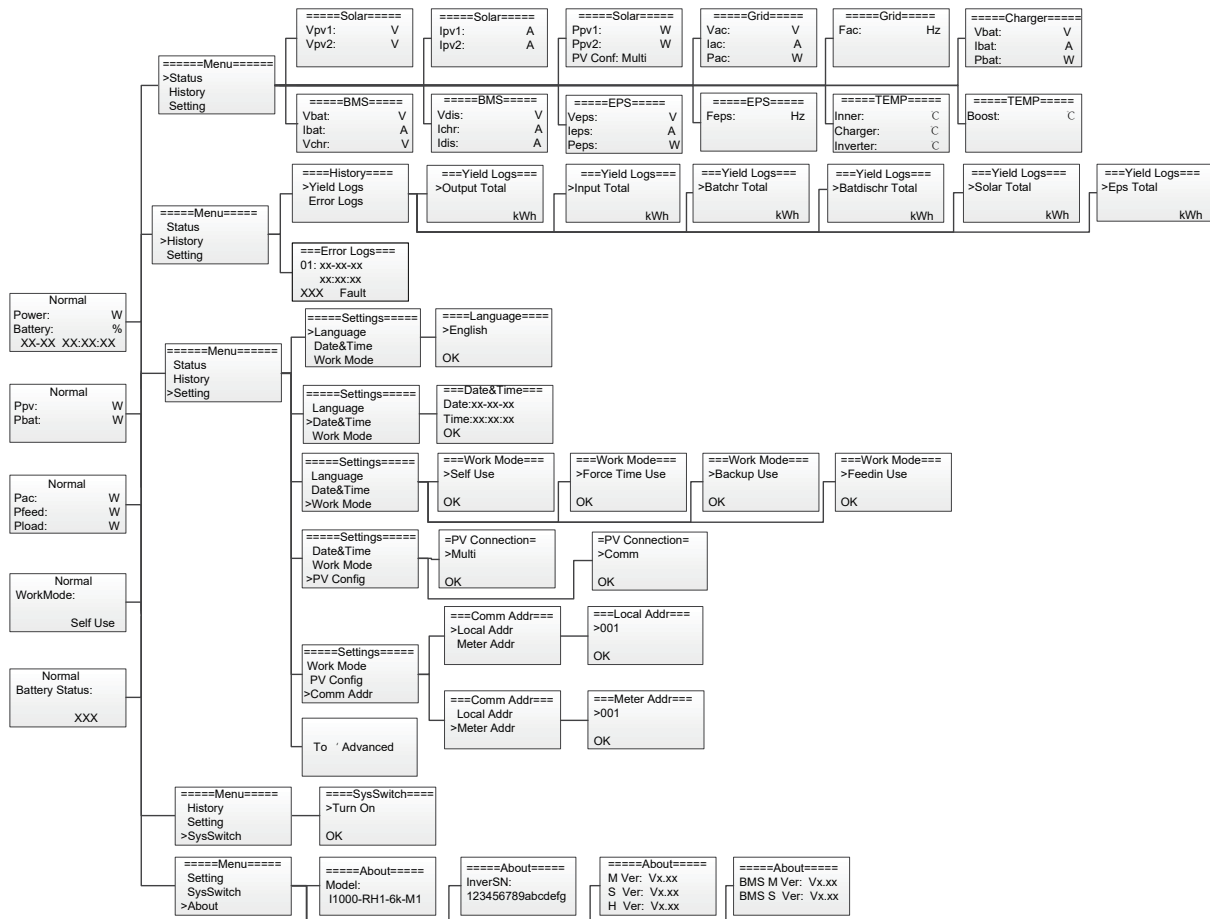 =====Solar=====
Vpv1: V
Vpv2: V
=====Solar=====
Ipv1: A
Ipv2: A
=====Solar=====
Ppv1: W
Ppv2: W
PV Conf: Multi
=====Grid=====
Vac: V
Iac: A
Pac: W
=====Grid=====
Fac: Hz
=====Charger=====
Vbat: V
Ibat: A
Pbat: W
======Menu======
>Status
History
Setting
=====BMS=====
Vbat: V
Ibat: A
Vchr: V
=====BMS=====
Vdis: V
Ichr: A
Idis: A
=====EPS=====
Veps: V
Ieps: A
Peps: W
=====EPS=====
Feps: Hz
=====TEMP=====
Inner: C
Charger: C
Inverter: C
=====TEMP=====
Boost: C
====History====
>Yield Logs
Error Logs
===Yield Logs===
>Output Total
kWh
===Yield Logs===
>Input Total
kWh
===Yield Logs===
>Batchr Total
kWh
===Yield Logs===
>Batdischr Total
kWh
===Yield Logs===
>Solar Total
kWh
===Yield Logs===
>Eps Total
kWh
=====Menu=====
Status
>History
Setting
===Error Logs===
01: xx-xx-xx
xx:xx:xx
XXX Fault
Normal
Power: W
Battery: %
XX-XX XX:XX:XX
Normal
Ppv: W
Pbat: W
Normal
Pac: W
Pfeed: W
Pload: W
Normal
WorkMode:
Self Use
Normal
Battery Status:
XXX
======Menu======
Status
History
>Setting
=====Settings=====
>Language
Date&Time
Work Mode
====Language====
>English
OK
=====Settings=====
Language
>Date&Time
Work Mode
===Date&Time===
Date:xx-xx-xx
Time:xx:xx:xx
OK
=====Settings=====
Language
Date&Time
>Work Mode
===Work Mode===
>Self Use
OK
===Work Mode===
>Force Time Use
OK
===Work Mode===
>Backup Use
OK
===Work Mode===
>Feedin Use
OK
=====Settings=====
Date&Time
Work Mode
>PV Config
=PV Connection=
>Multi
OK
=PV Connection=
>Comm
OK
=====Settings=====
Work Mode
PV Config
>Comm Addr
===Comm Addr===
>Local Addr
Meter Addr
===Local Addr===
>001
OK
===Comm Addr===
Local Addr
>Meter Addr
===Meter Addr===
>001
OK
To ‘ Advanced
=====Menu=====
History
Setting
>SysSwitch
====SysSwitch====
>Turn On
OK
=====Menu=====
Setting
SysSwitch
>About
=====About=====
Model:
I1000-RH1-6k-M1
=====About=====
InverSN:
123456789abcdefg
=====About=====
M Ver: Vx.xx
S Ver: Vx.xx
H Ver: Vx.xx
=====About=====
BMS M Ver: Vx.xx
BMS S Ver: Vx.xx